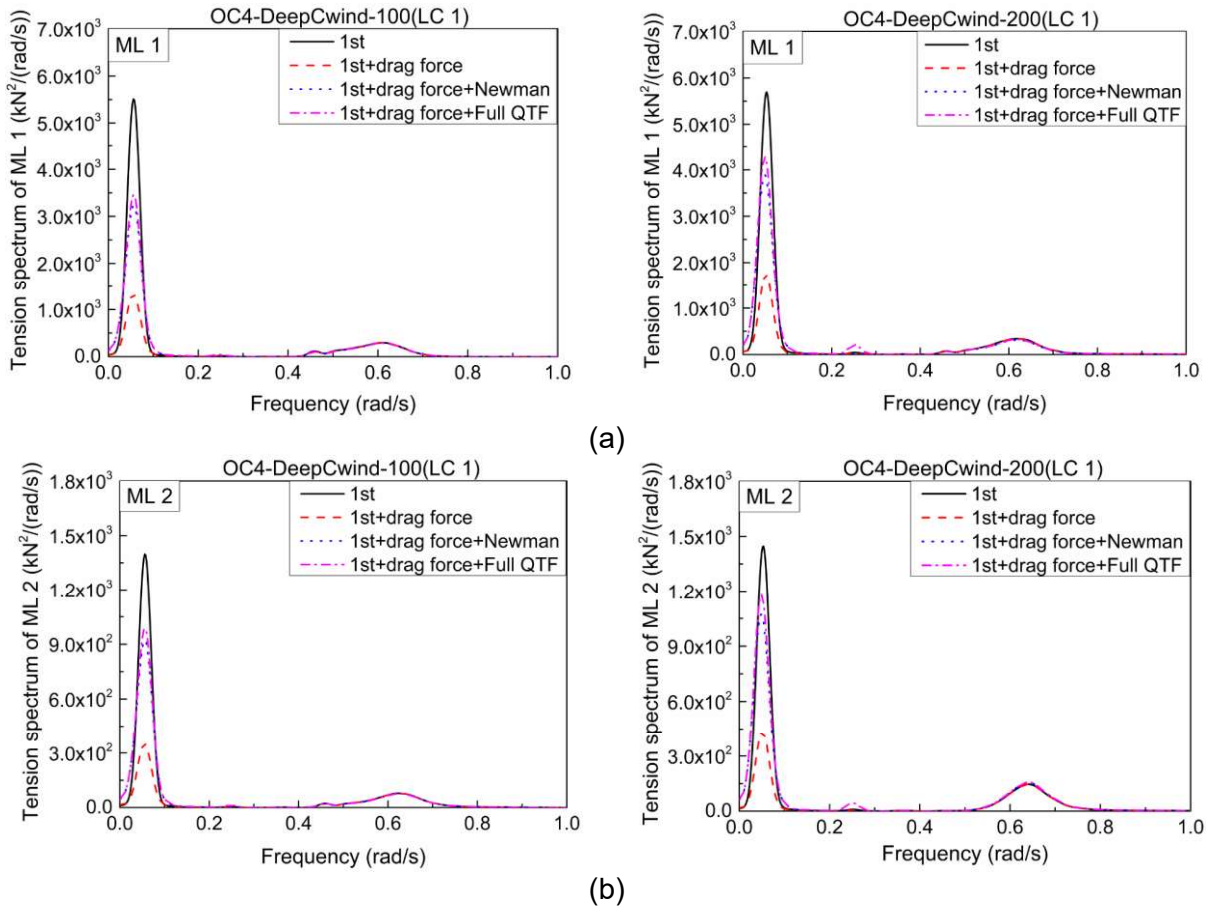 OC4-DeepCwind-100(LC 1)
ML 1
1st
1st+drag force
1st+drag force+Newman
1st+drag force+Full QTF
Tension spectrum of ML 1 (kN²/(rad/s))
7.0x10³
6.0x10³
5.0x10³
4.0x10³
3.0x10³
2.0x10³
1.0x10³
0.0
0.0 0.2 0.4 0.6 0.8 1.0
Frequency (rad/s)
OC4-DeepCwind-200(LC 1)
ML 1
1st
1st+drag force
1st+drag force+Newman
1st+drag force+Full QTF
Tension spectrum of ML 1 (kN²/(rad/s))
7.0x10³
6.0x10³
5.0x10³
4.0x10³
3.0x10³
2.0x10³
1.0x10³
0.0
0.0 0.2 0.4 0.6 0.8 1.0
Frequency (rad/s)
(a)
OC4-DeepCwind-100(LC 1)
ML 2
1st
1st+drag force
1st+drag force+Newman
1st+drag force+Full QTF
Tension spectrum of ML 2 (kN²/(rad/s))
1.8x10³
1.5x10³
1.2x10³
9.0x10²
6.0x10²
3.0x10²
0.0
0.0 0.2 0.4 0.6 0.8 1.0
Frequency (rad/s)
OC4-DeepCwind-200(LC 1)
ML 2
1st
1st+drag force
1st+drag force+Newman
1st+drag force+Full QTF
Tension spectrum of ML 2 (kN²/(rad/s))
1.8x10³
1.5x10³
1.2x10³
9.0x10²
6.0x10²
3.0x10²
0.0
0.0 0.2 0.4 0.6 0.8 1.0
Frequency (rad/s)
(b)